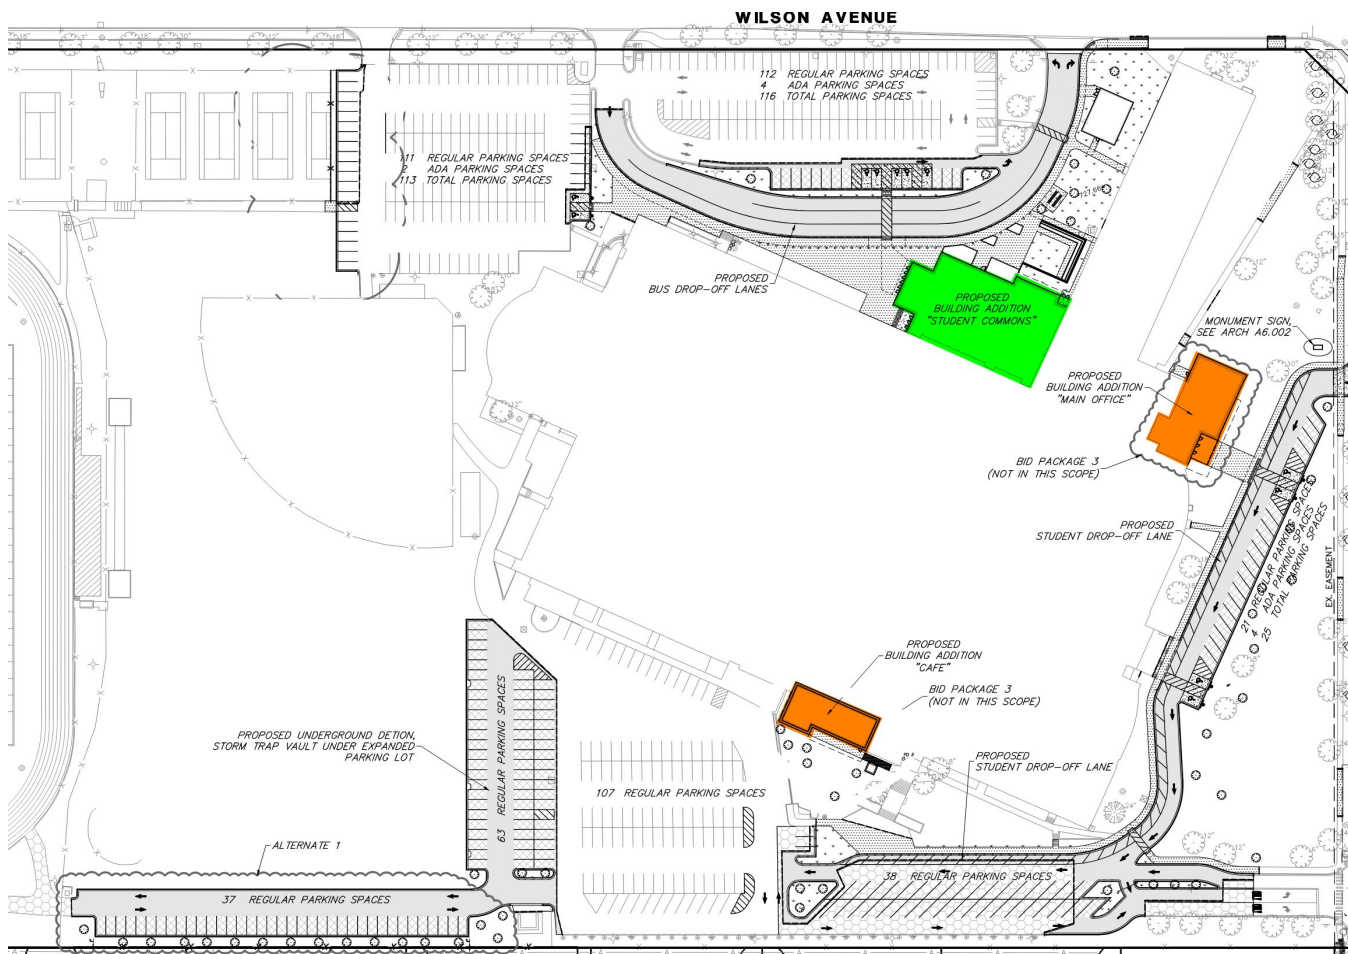 WILSON AVENUE
112 REGULAR PARKING SPACES
4 ADA PARKING SPACES
116 TOTAL PARKING SPACES
111 REGULAR PARKING SPACES
2 ADA PARKING SPACES
113 TOTAL PARKING SPACES
PROPOSED
BUS DROP-OFF LANES
PROPOSED
BUILDING ADDITION
"STUDENT COMMONS"
MONUMENT SIGN,
SEE ARCH A6.002
PROPOSED
BUILDING ADDITION
"MAIN OFFICE"
BID PACKAGE 3
(NOT IN THIS SCOPE)
PROPOSED
STUDENT DROP-OFF LANE
21 REGULAR PARKING SPACES
4 ADA PARKING SPACES
25 TOTAL PARKING SPACES
EX. EASEMENT
PROPOSED
BUILDING ADDITION
"CAFE"
BID PACKAGE 3
(NOT IN THIS SCOPE)
PROPOSED UNDERGROUND DETION,
STORM TRAP VAULT UNDER EXPANDED
PARKING LOT
63 REGULAR PARKING SPACES
PROPOSED
STUDENT DROP-OFF LANE
107 REGULAR PARKING SPACES
ALTERNATE 1
38 REGULAR PARKING SPACES
37 REGULAR PARKING SPACES